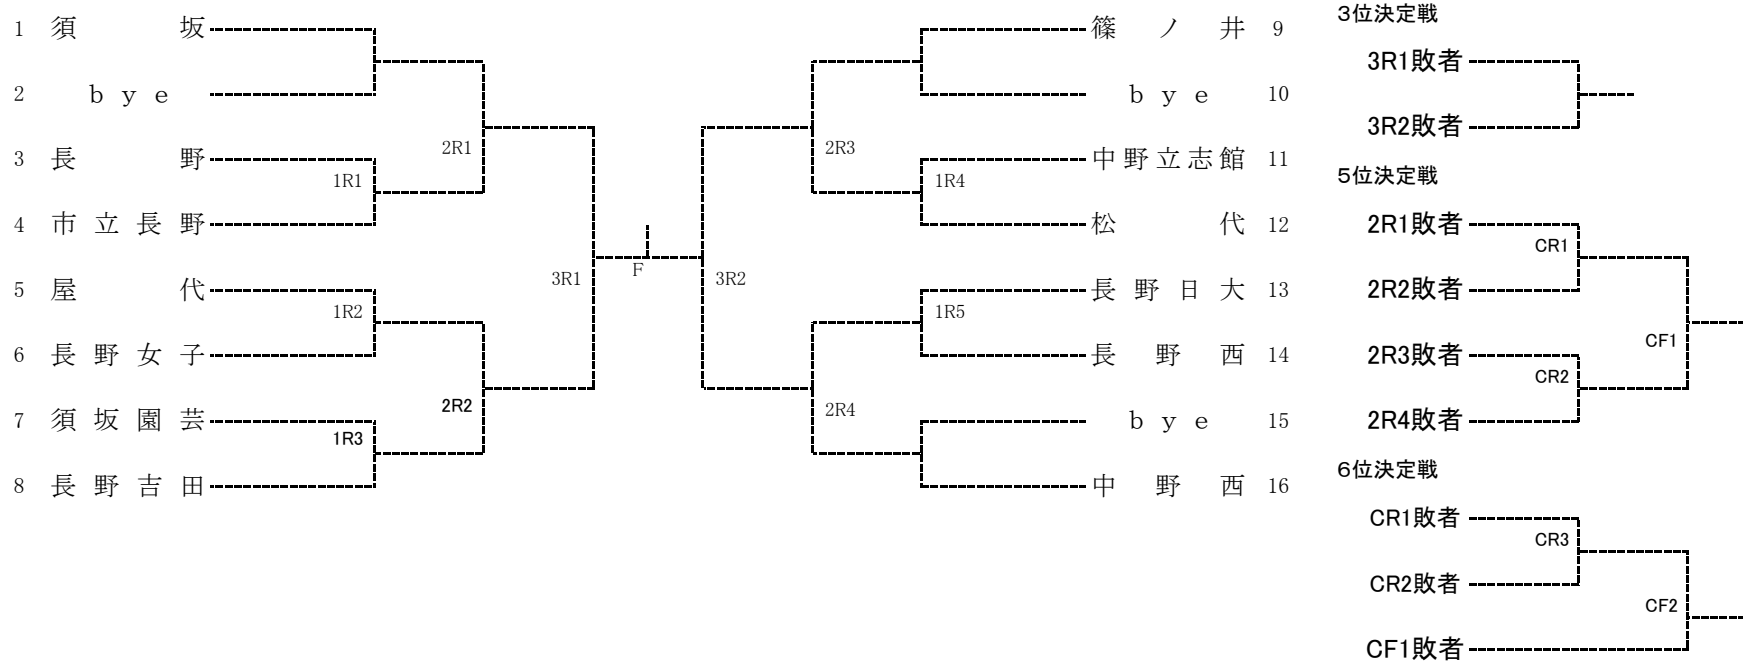 1 須坂
2 bye
3 長野
4 市立長野
5 屋代
6 長野女子
7 須坂園芸
8 長野吉田
1R1
1R2
1R3
2R1
2R2
3R1
F
3R2
2R3
2R4
1R4
1R5
篠ノ井 9
bye 10
中野立志館 11
松代 12
長野日大 13
長野西 14
bye 15
中野西 16
3位決定戦
3R1敗者
3R2敗者
5位決定戦
2R1敗者
CR1
2R2敗者
CF1
2R3敗者
CR2
2R4敗者
6位決定戦
CR1敗者
CR3
CR2敗者
CF2
CF1敗者